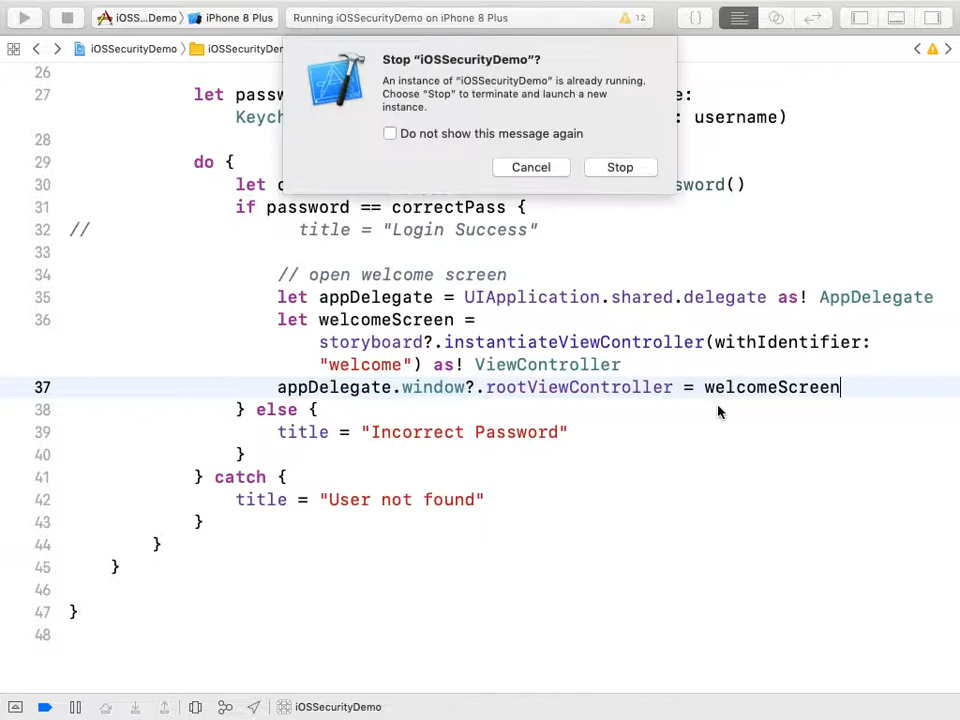 iOSS...Demo iPhone 8 Plus Running iOSSecurityDemo on iPhone 8 Plus 12
iOSSecurityDemo iOSSecurityDem
Stop “iOSSecurityDemo”?
An instance of “iOSSecurityDemo” is already running.
Choose “Stop” to terminate and launch a new
instance.
Do not show this message again
Cancel Stop
26
27 let passw e:
Keych : username)
28
29 do {
30 let c sword()
31 if password == correctPass {
32 // title = "Login Success"
33
34 // open welcome screen
35 let appDelegate = UIApplication.shared.delegate as! AppDelegate
36 let welcomeScreen =
storyboard?.instantiateViewController(withIdentifier:
"welcome") as! ViewController
37 appDelegate.window?.rootViewController = welcomeScreen
38 } else {
39 title = "Incorrect Password"
40 }
41 } catch {
42 title = "User not found"
43 }
44 }
45 }
46
47 }
48
iOSSecurityDemo